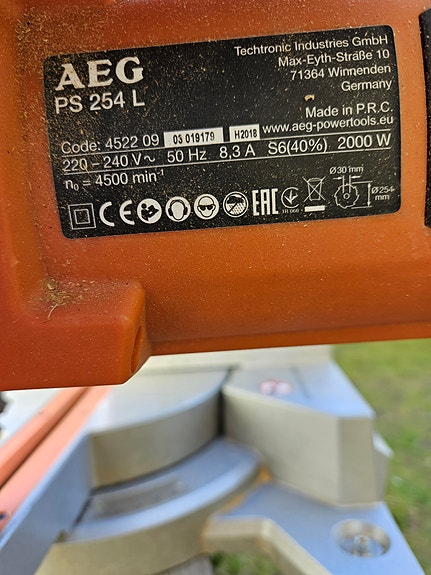 AEG
PS 254 L
Techtronic Industries GmbH
Max-Eyth-Straße 10
71364 Winnenden
Germany
Made in P.R.C.
www.aeg-powertools.eu
Code: 4522 09 03 019179 H2018
220 – 240 V~ 50 Hz 8,3 A S6(40%) 2000 W
n₀ = 4500 min⁻¹
CE EAC
Ø30 mm
Ø254
mm